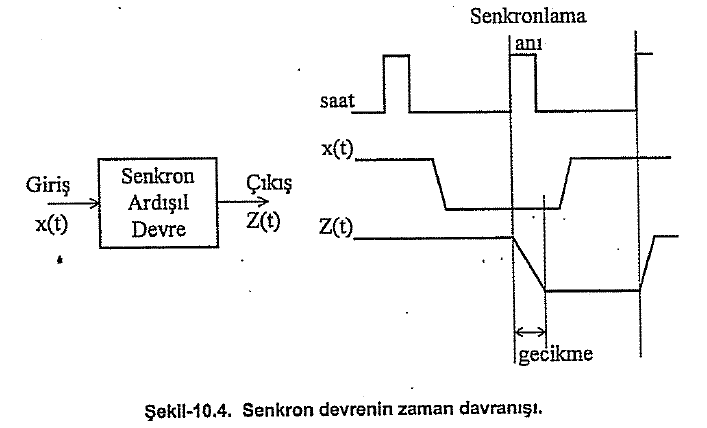 Senkronlama
anı
saat
x(t)
Giriş
x(t)
Senkron
Ardışıl
Devre
Çıkış
Z(t)
Z(t)
gecikme
Şekil-10.4. Senkron devrenin zaman davranışı.